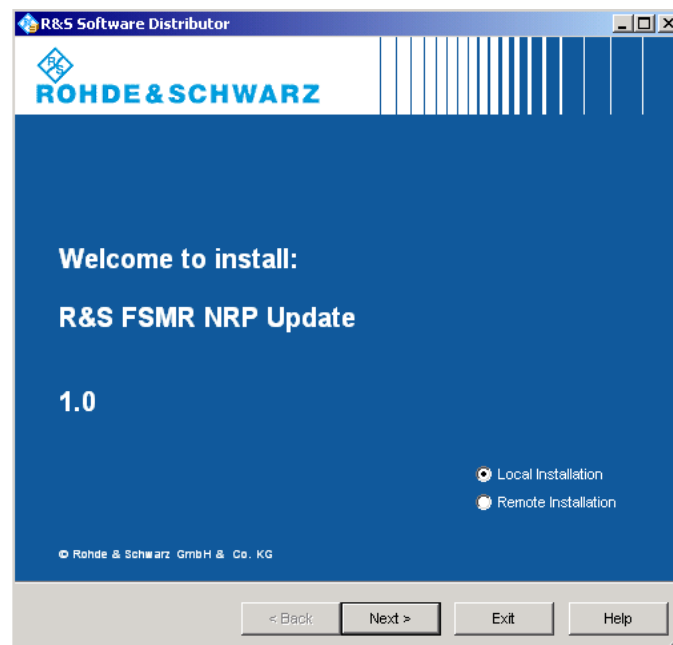 R&S Software Distributor
R&S
ROHDE&SCHWARZ
Welcome to install:
R&S FSMR NRP Update
1.0
Local Installation
Remote Installation
© Rohde & Schwarz GmbH & Co. KG
< Back
Next >
Exit
Help